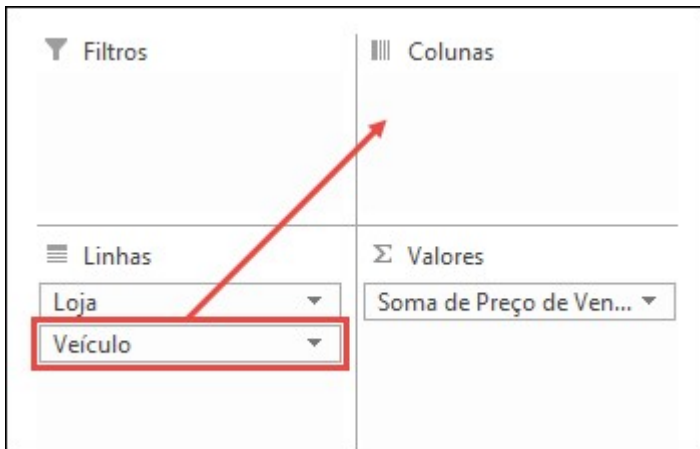 Filtros
Colunas
Linhas
Loja
Veículo
Σ Valores
Soma de Preço de Ven...